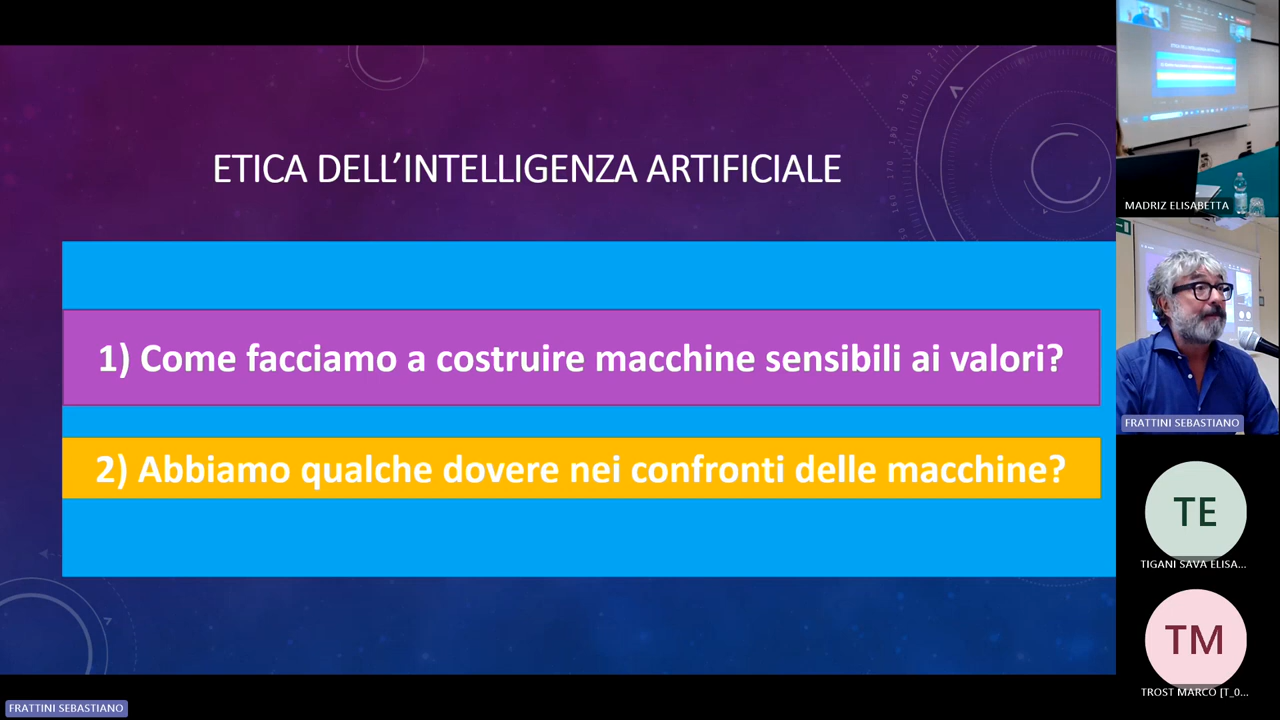 ETICA DELL’INTELLIGENZA ARTIFICIALE
1) Come facciamo a costruire macchine sensibili ai valori?
2) Abbiamo qualche dovere nei confronti delle macchine?
MADRIZ ELISABETTA
FRATTINI SEBASTIANO
TE
TIGANI SAVA ELISA...
TM
TROST MARCO [T_0...
FRATTINI SEBASTIANO